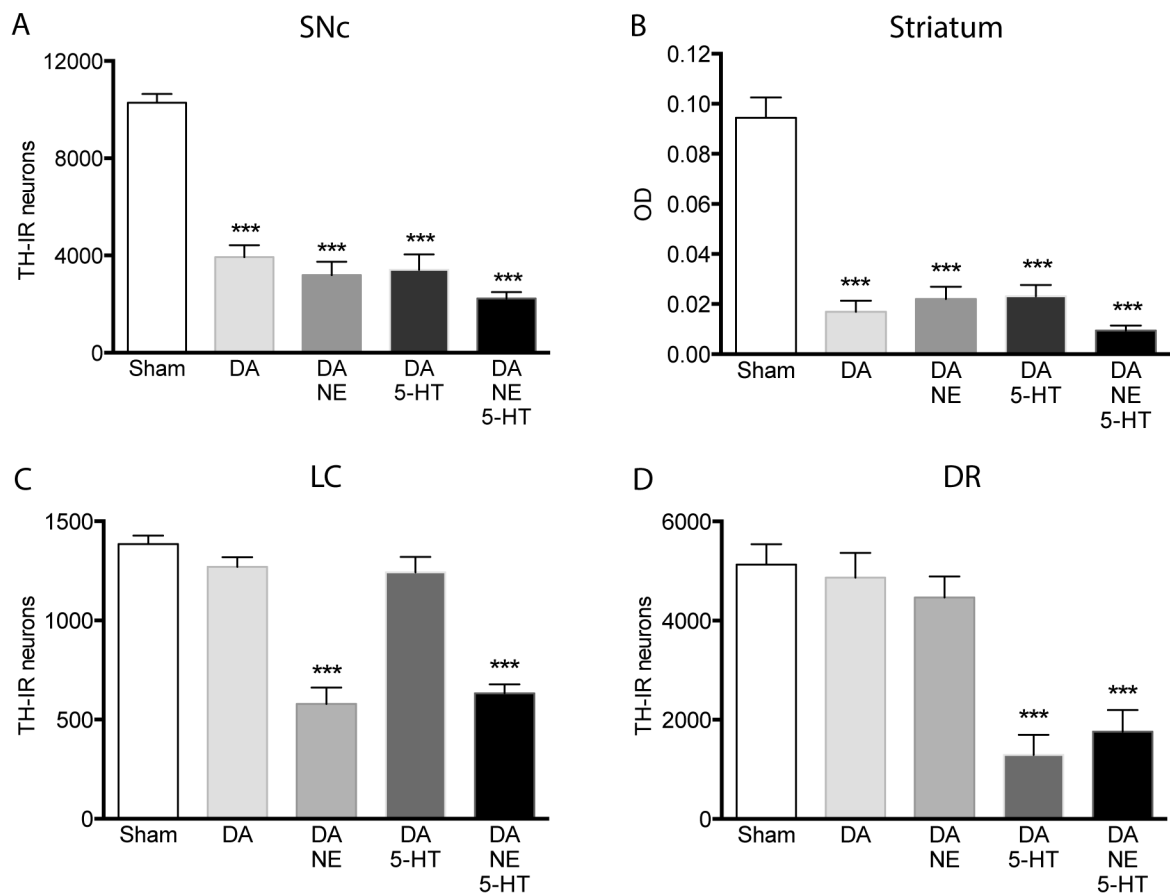 A
SNc
TH-IR neurons
12000
8000
4000
0
***
***
***
***
Sham
DA
DA
NE
DA
5-HT
DA
NE
5-HT
B
Striatum
OD
0.12
0.10
0.08
0.06
0.04
0.02
0.00
***
***
***
***
Sham
DA
DA
NE
DA
5-HT
DA
NE
5-HT
C
LC
TH-IR neurons
1500
1000
500
0
***
***
Sham
DA
DA
NE
DA
5-HT
DA
NE
5-HT
D
DR
TH-IR neurons
6000
4000
2000
0
***
***
Sham
DA
DA
NE
DA
5-HT
DA
NE
5-HT